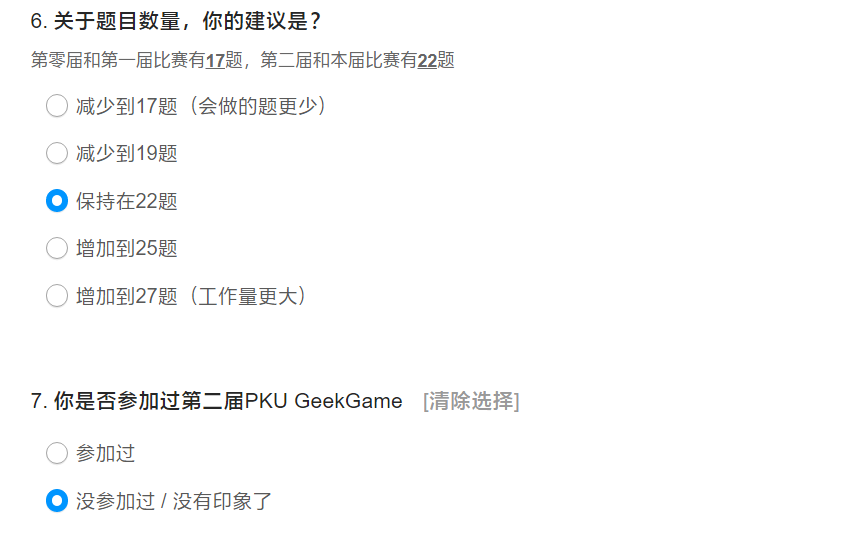 6. 关于题目数量，你的建议是？
第零届和第一届比赛有17题，第二届和本届比赛有22题
减少到17题（会做的题更少）
减少到19题
保持在22题
增加到25题
增加到27题（工作量更大）
7. 你是否参加过第二届PKU GeekGame [清除选择]
参加过
没参加过 / 没有印象了